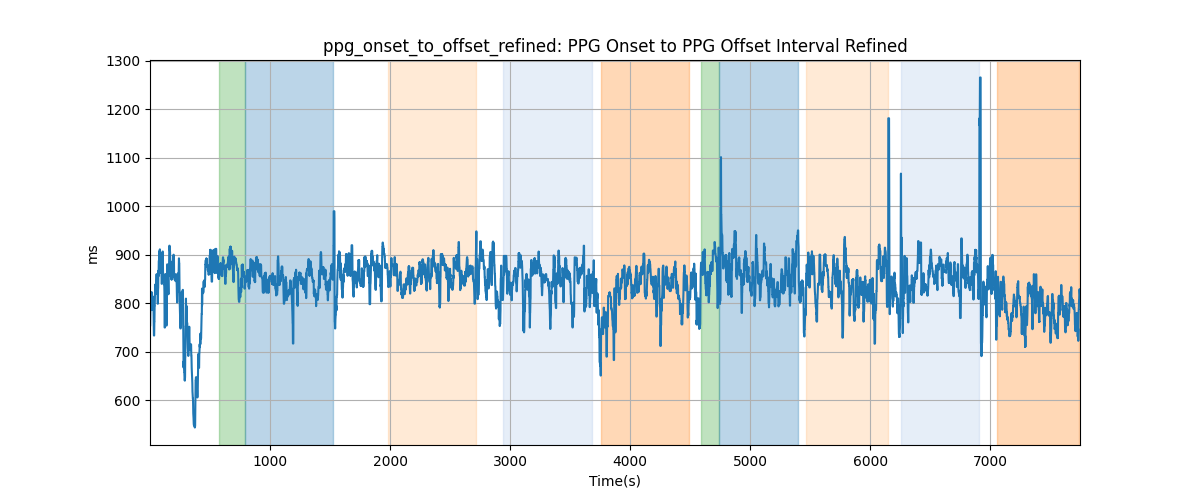 ppg_onset_to_offset_refined: PPG Onset to PPG Offset Interval Refined
1300
1200
1100
1000
900
800
700
600
ms
1000 2000 3000 4000 5000 6000 7000
Time(s)